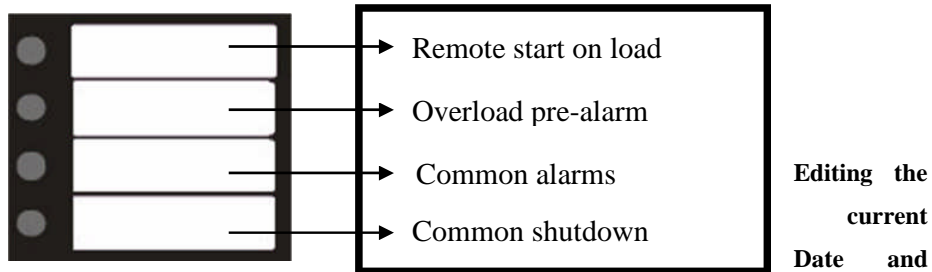 Remote start on load
Overload pre-alarm
Common alarms
Common shutdown
Editing the
current
Date and